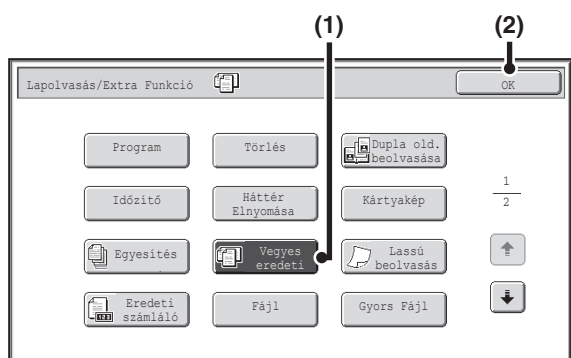 (1) (2)
Lapolvasás/Extra Funkció OK
Program Törlés Dupla old.
beolvasása
Időzítő Háttér
Elnyomása Kártyakép 1
2
Egyesítés Vegyes
eredeti Lassú
beolvasás
Eredeti
számláló Fájl Gyors Fájl
123